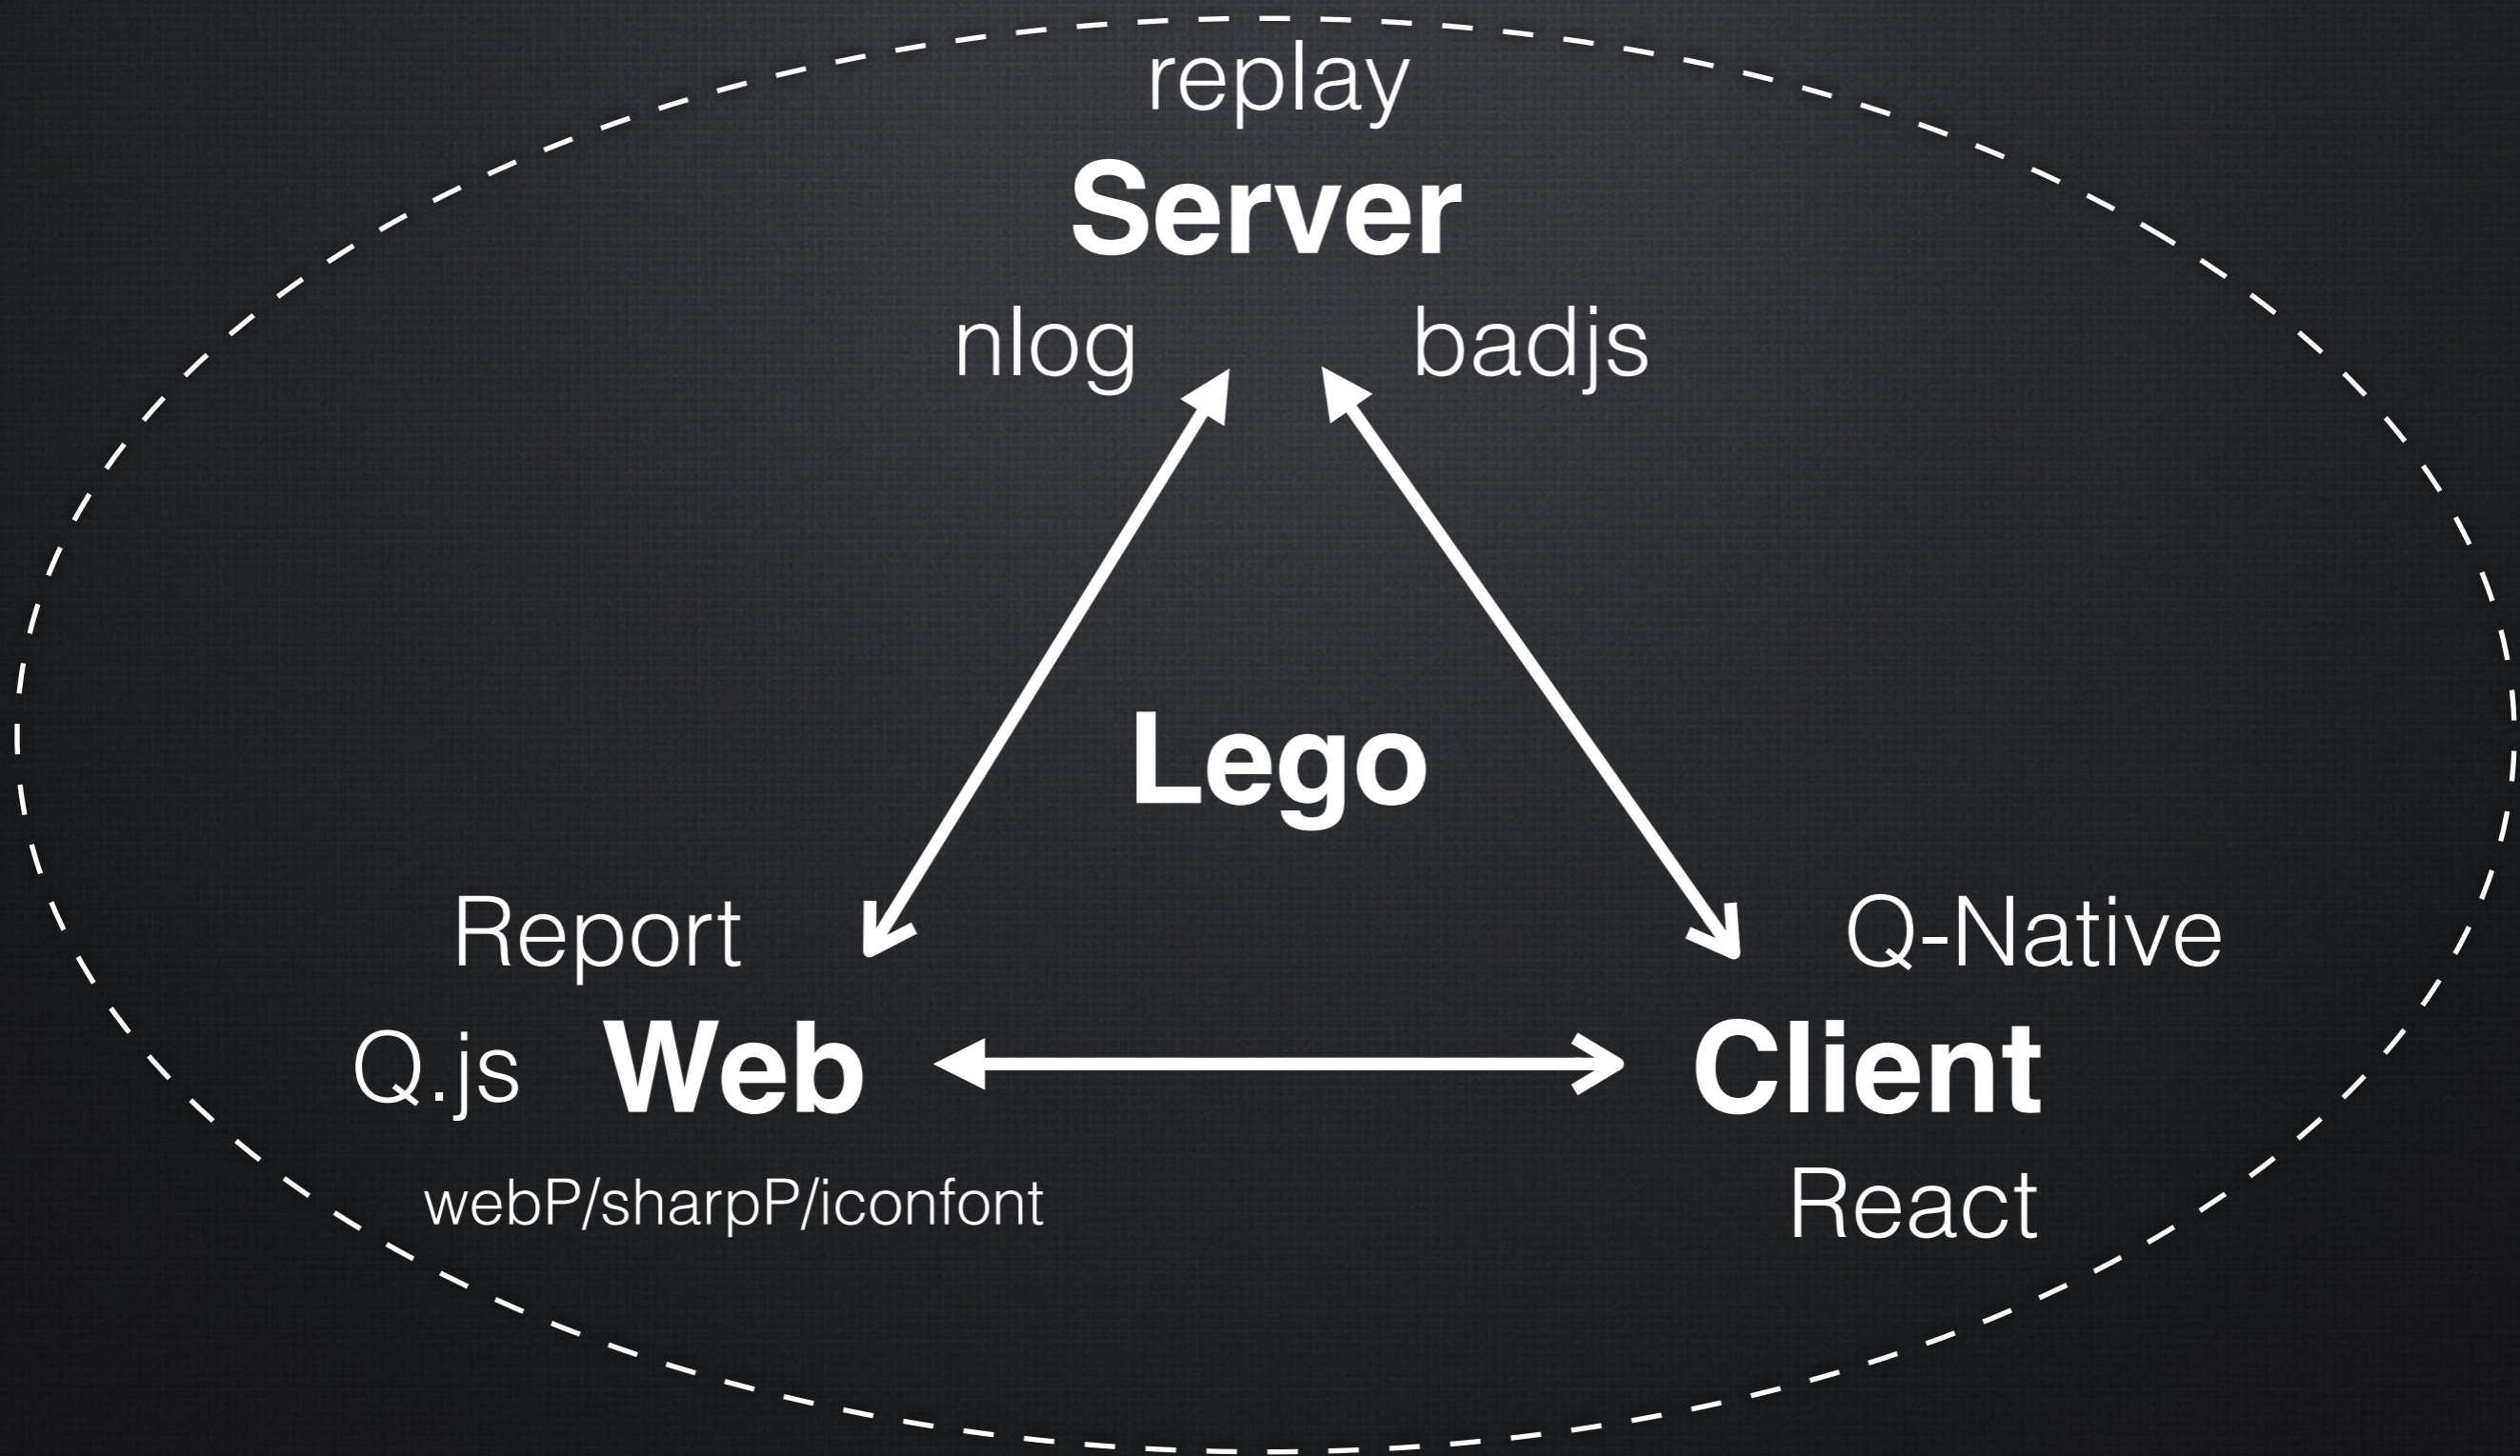 replay
Server
nlog badjs
Lego
Report
Q-Native
Q.js Web
Client
webP/sharpP/iconfont
React